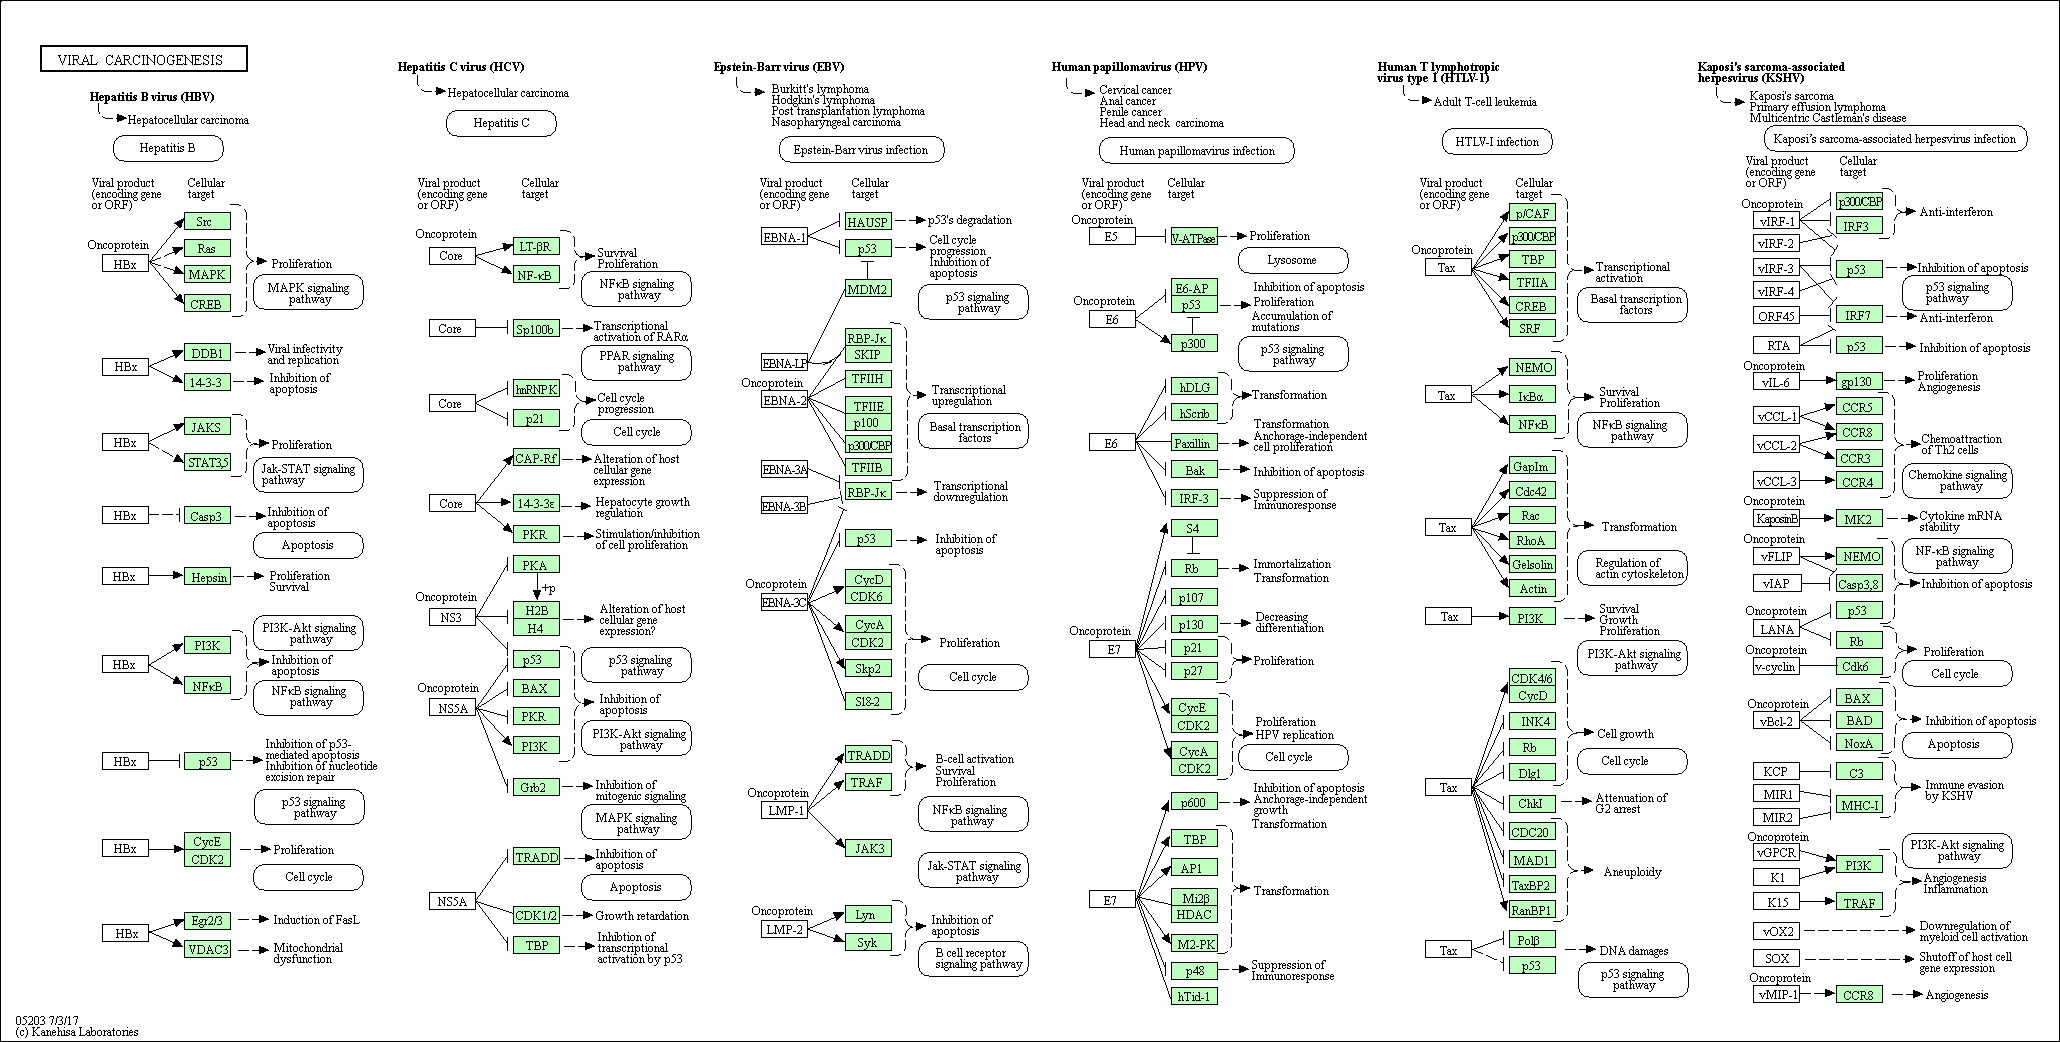 VIRAL CARCINOGENESIS
Hepatitis B virus (HBV)
Hepatocellular carcinoma
Hepatitis B
Viral product
(encoding gene
or ORF)
Cellular
target
Oncoprotein
HBx
Src
Ras
MAPK
CREB
Proliferation
MAPK signaling
pathway
HBx
DDB1
14-3-3
Viral infectivity
and replication
Inhibition of
apoptosis
HBx
JAKS
STAT3,5
Proliferation
Jak-STAT signaling
pathway
HBx
Casp3
Inhibition of
apoptosis
Apoptosis
HBx
Hepsin
Proliferation
Survival
PI3K-Akt signaling
pathway
HBx
PI3K
NFκB
Inhibition of
apoptosis
NFκB signaling
pathway
HBx
p53
Inhibition of p53-
mediated apoptosis
Inhibition of nucleotide
excision repair
p53 signaling
pathway
HBx
CycE
CDK2
Proliferation
Cell cycle
HBx
Egr2/3
VDAC3
Induction of FasL
Mitochondrial
dysfunction
05203 7/3/17
(c) Kanehisa Laboratories
Hepatitis C virus (HCV)
Hepatocellular carcinoma
Hepatitis C
Viral product
(encoding gene
or ORF)
Cellular
target
Oncoprotein
Core
LT-βR
NF-κB
Survival
Proliferation
NFκB signaling
pathway
Core
Sp100b
Transcriptional
activation of RARα
PPAR signaling
pathway
Core
hnRNPK
p21
Cell cycle
progression
Cell cycle
Core
CAP-Rf
14-3-3ε
PKR
Alteration of host
cellular gene
expression
Hepatocyte growth
regulation
Stimulation/inhibition
of cell proliferation
Oncoprotein
NS3
PKA
+p
H2B
H4
Alteration of host
cellular gene
expression?
Oncoprotein
NS5A
p53
BAX
PKR
PI3K
Grb2
p53 signaling
pathway
Inhibition of
apoptosis
PI3K-Akt signaling
pathway
Inhibition of
mitogenic signaling
MAPK signaling
pathway
NS5A
TRADD
CDK1/2
TBP
Inhibition of
apoptosis
Apoptosis
Growth retardation
Inhibition of
transcriptional
activation by p53
Epstein-Barr virus (EBV)
Burkitt's lymphoma
Hodgkin's lymphoma
Post transplantation lymphoma
Nasopharyngeal carcinoma
Epstein-Barr virus infection
Viral product
(encoding gene
or ORF)
Cellular
target
EBNA-1
HAUSP
p53
MDM2
p53's degradation
Cell cycle
progression
Inhibition of
apoptosis
p53 signaling
pathway
EBNA-LP
Oncoprotein
EBNA-2
RBP-Jκ
SKIP
TFIIH
TFIIE
p100
p300/CBP
TFIIB
Transcriptional
upregulation
Basal transcription
factors
EBNA-3A
EBNA-3B
RBP-Jκ
Transcriptional
downregulation
p53
Inhibition of
apoptosis
Oncoprotein
EBNA-3C
CycD
CDK6
CycA
CDK2
Skp2
S18-2
Proliferation
Cell cycle
Oncoprotein
LMP-1
TRADD
TRAF
JAK3
B-cell activation
Survival
Proliferation
NFκB signaling
pathway
Jak-STAT signaling
pathway
Oncoprotein
LMP-2
Lyn
Syk
Inhibition of
apoptosis
B cell receptor
signaling pathway
Human papillomavirus (HPV)
Cervical cancer
Anal cancer
Penile cancer
Head and neck carcinoma
Human papillomavirus infection
Viral product
(encoding gene
or ORF)
Cellular
target
Oncoprotein
E5
V-ATPase
Proliferation
Lysosome
Oncoprotein
E6
E6-AP
p53
p300
Inhibition of apoptosis
Proliferation
Accumulation of
mutations
p53 signaling
pathway
E6
hDLG
hScrib
Paxillin
Bak
IRF-3
Transformation
Transformation
Anchorage-independent
cell proliferation
Inhibition of apoptosis
Suppression of
Immunoresponse
Oncoprotein
E7
S4
Rb
p107
p130
p21
p27
CycE
CDK2
CycA
CDK2
Immortalization
Transformation
Decreasing
differentiation
Proliferation
Proliferation
HPV replication
Cell cycle
E7
p600
TBP
AP1
Mi2β
HDAC
M2-PK
p48
hTid-1
Inhibition of apoptosis
Anchorage-independent
growth
Transformation
Transformation
Suppression of
Immunoresponse
Human T lymphotropic
virus type 1 (HTLV-1)
Adult T-cell leukemia
HTLV-I infection
Viral product
(encoding gene
or ORF)
Cellular
target
Oncoprotein
Tax
p/CAF
p300/CBP
TBP
TFIIA
CREB
SRF
Transcriptional
activation
Basal transcription
factors
Tax
NEMO
IκBα
NFκB
Survival
Proliferation
NFκB signaling
pathway
Tax
GapIm
Cdc42
Rac
RhoA
Gelsolin
Actin
Transformation
Regulation of
actin cytoskeleton
Tax
PI3K
Survival
Growth
Proliferation
PI3K-Akt signaling
pathway
Tax
CDK4/6
CycD
INK4
Rb
Dlg1
ChkI
CDC20
MAD1
TaxBP2
RanBP1
Cell growth
Cell cycle
Attenuation of
G2 arrest
Aneuploidy
Tax
Polβ
p53
DNA damages
p53 signaling
pathway
Kaposi's sarcoma-associated
herpesvirus (KSHV)
Kaposi's sarcoma
Primary effusion lymphoma
Multicentric Castleman's disease
Kaposi's sarcoma-associated herpesvirus infection
Viral product
(encoding gene
or ORF)
Cellular
target
Oncoprotein
vIRF-1
vIRF-2
vIRF-3
vIRF-4
ORF45
RTA
p300/CBP
IRF3
p53
IRF7
p53
Anti-interferon
Inhibition of apoptosis
p53 signaling
pathway
Anti-interferon
Inhibition of apoptosis
Oncoprotein
vIL-6
gp130
Proliferation
Angiogenesis
vCCL-1
vCCL-2
vCCL-3
CCR5
CCR8
CCR3
CCR4
Chemoattraction
of Th2 cells
Chemokine signaling
pathway
Oncoprotein
KaposinB
MK2
Cytokine mRNA
stability
Oncoprotein
vFLIP
vIAP
NEMO
Casp3,8
NF-κB signaling
pathway
Inhibition of apoptosis
Oncoprotein
LANA
p53
Rb
Oncoprotein
v-cyclin
Cdk6
Proliferation
Cell cycle
Oncoprotein
vBcl-2
BAX
BAD
NoxA
Inhibition of apoptosis
Apoptosis
KCP
MIR1
MIR2
C3
MHC-I
Immune evasion
by KSHV
Oncoprotein
vGPCR
K1
K15
PI3K
TRAF
PI3K-Akt signaling
pathway
Angiogenesis
Inflammation
vOX2
Downregulation of
myeloid cell activation
SOX
Shutoff of host cell
gene expression
Oncoprotein
vMIP-1
CCR8
Angiogenesis